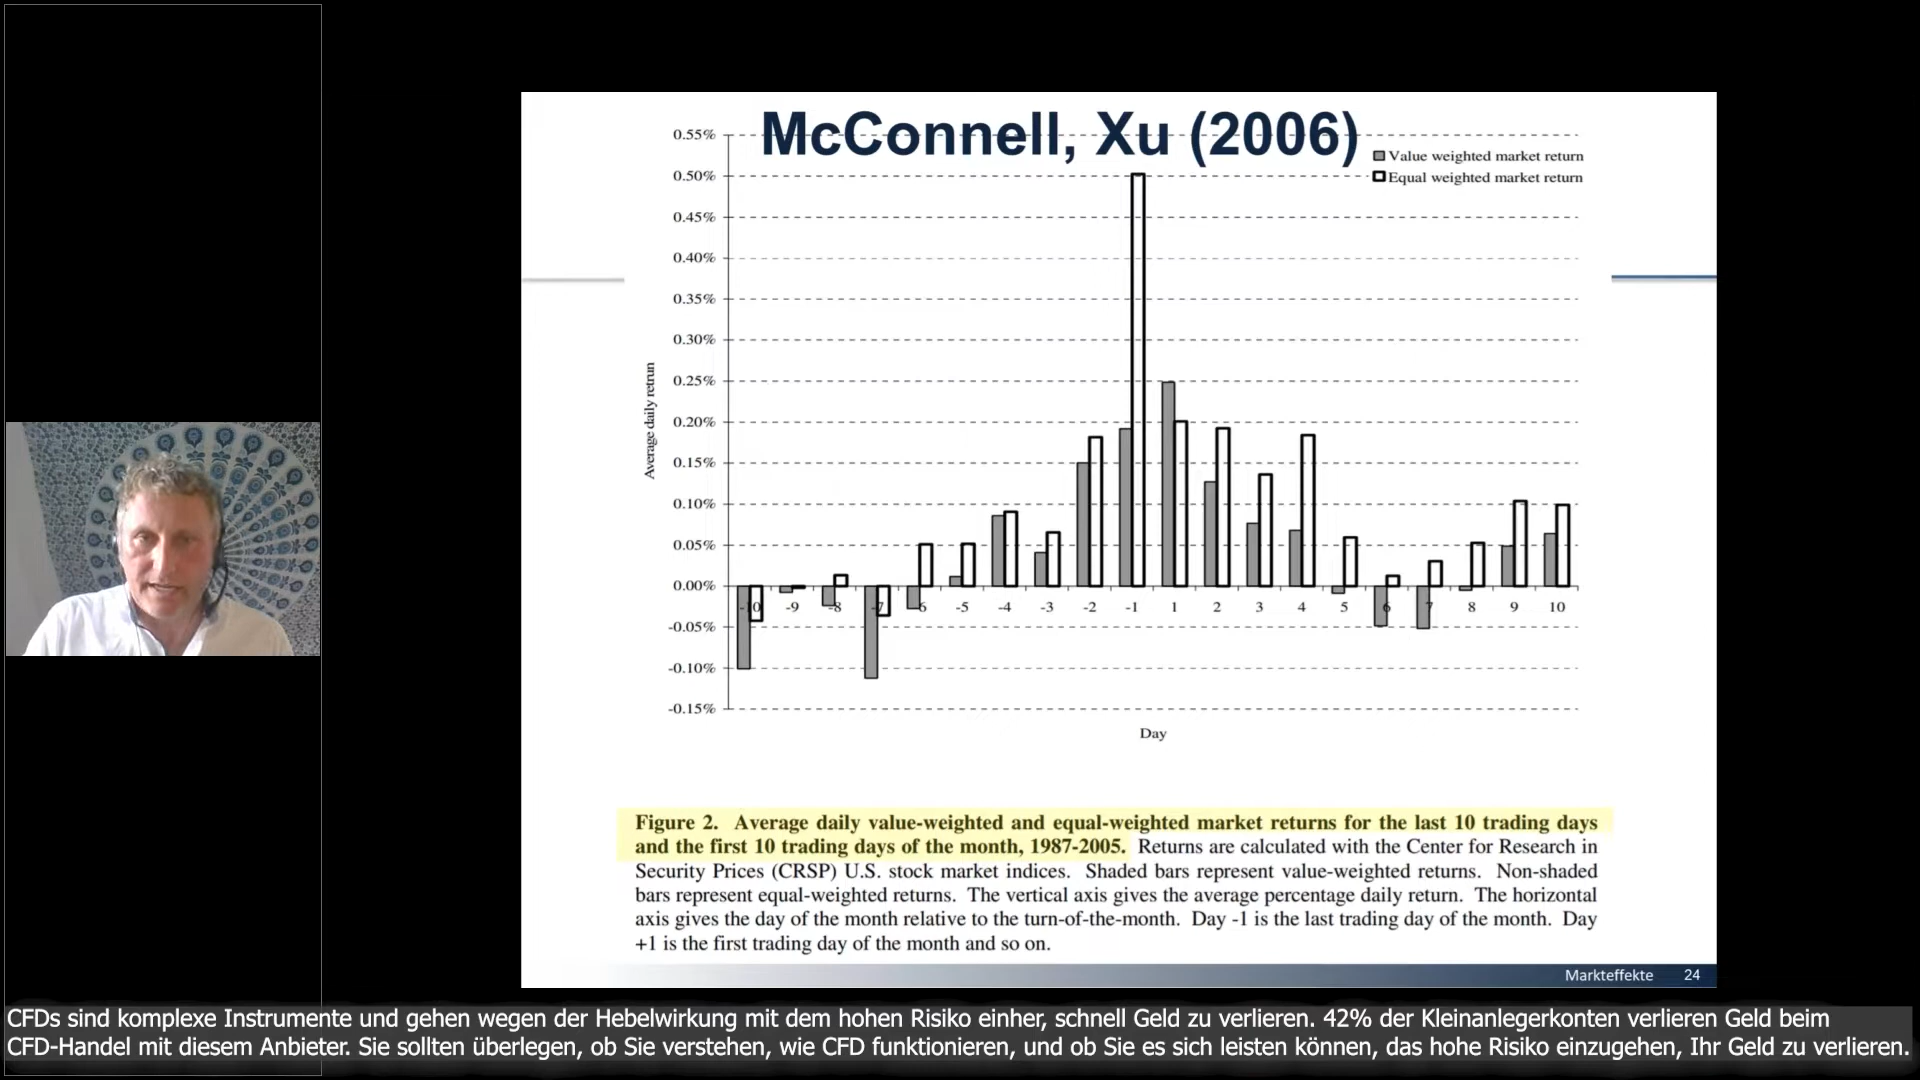 McConnell, Xu (2006)
Value weighted market return
Equal weighted market return
0.55%
0.50%
0.45%
0.40%
0.35%
0.30%
0.25%
0.20%
0.15%
0.10%
0.05%
0.00%
-0.05%
-0.10%
-0.15%
Average daily retrun
-10 -9 -8 -7 -6 -5 -4 -3 -2 -1 1 2 3 4 5 6 7 8 9 10
Day
Figure 2. Average daily value-weighted and equal-weighted market returns for the last 10 trading days
and the first 10 trading days of the month, 1987-2005. Returns are calculated with the Center for Research in
Security Prices (CRSP) U.S. stock market indices. Shaded bars represent value-weighted returns. Non-shaded
bars represent equal-weighted returns. The vertical axis gives the average percentage daily return. The horizontal
axis gives the day of the month relative to the turn-of-the-month. Day -1 is the last trading day of the month. Day
+1 is the first trading day of the month and so on.
Markteffekte 24
CFDs sind komplexe Instrumente und gehen wegen der Hebelwirkung mit dem hohen Risiko einher, schnell Geld zu verlieren. 42% der Kleinanlegerkonten verlieren Geld beim
CFD-Handel mit diesem Anbieter. Sie sollten überlegen, ob Sie verstehen, wie CFD funktionieren, und ob Sie es sich leisten können, das hohe Risiko einzugehen, Ihr Geld zu verlieren.